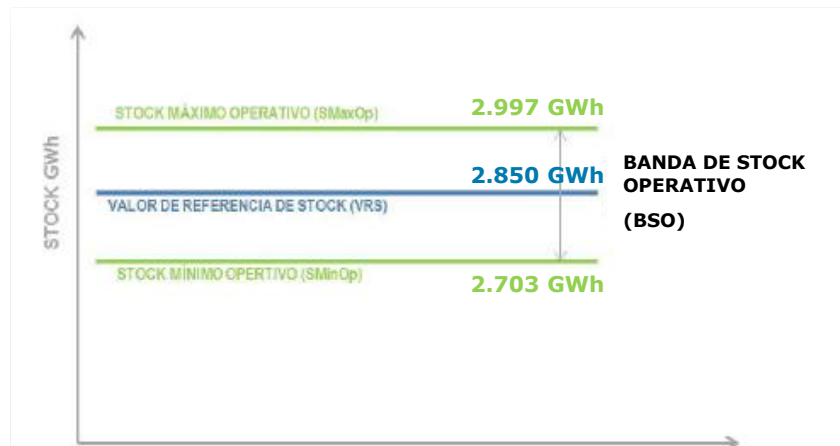 STOCK MÁXIMO OPERATIVO (SMaxOp)
2.997 GWh
STOCK GWh
2.850 GWh
BANDA DE STOCK
OPERATIVO
(BSO)
VALOR DE REFERENCIA DE STOCK (VRS)
STOCK MÍNIMO OPERTIVO (SMinOp)
2.703 GWh